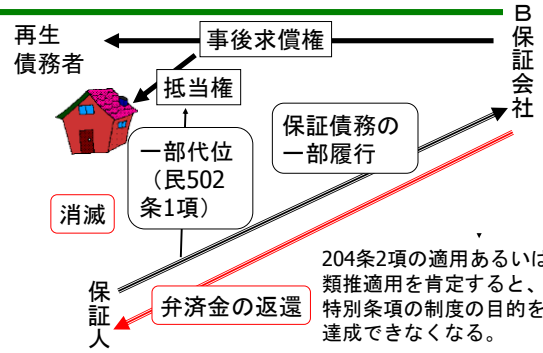 再生
債務者
事後求償権
B保証会社
抵当権
保証債務の
一部履行
一部代位
（民502
条1項）
消滅
204条2項の適用あるいは
類推適用を肯定すると、
特別条項の制度の目的を
達成できなくなる。
弁済金の返還
保証人